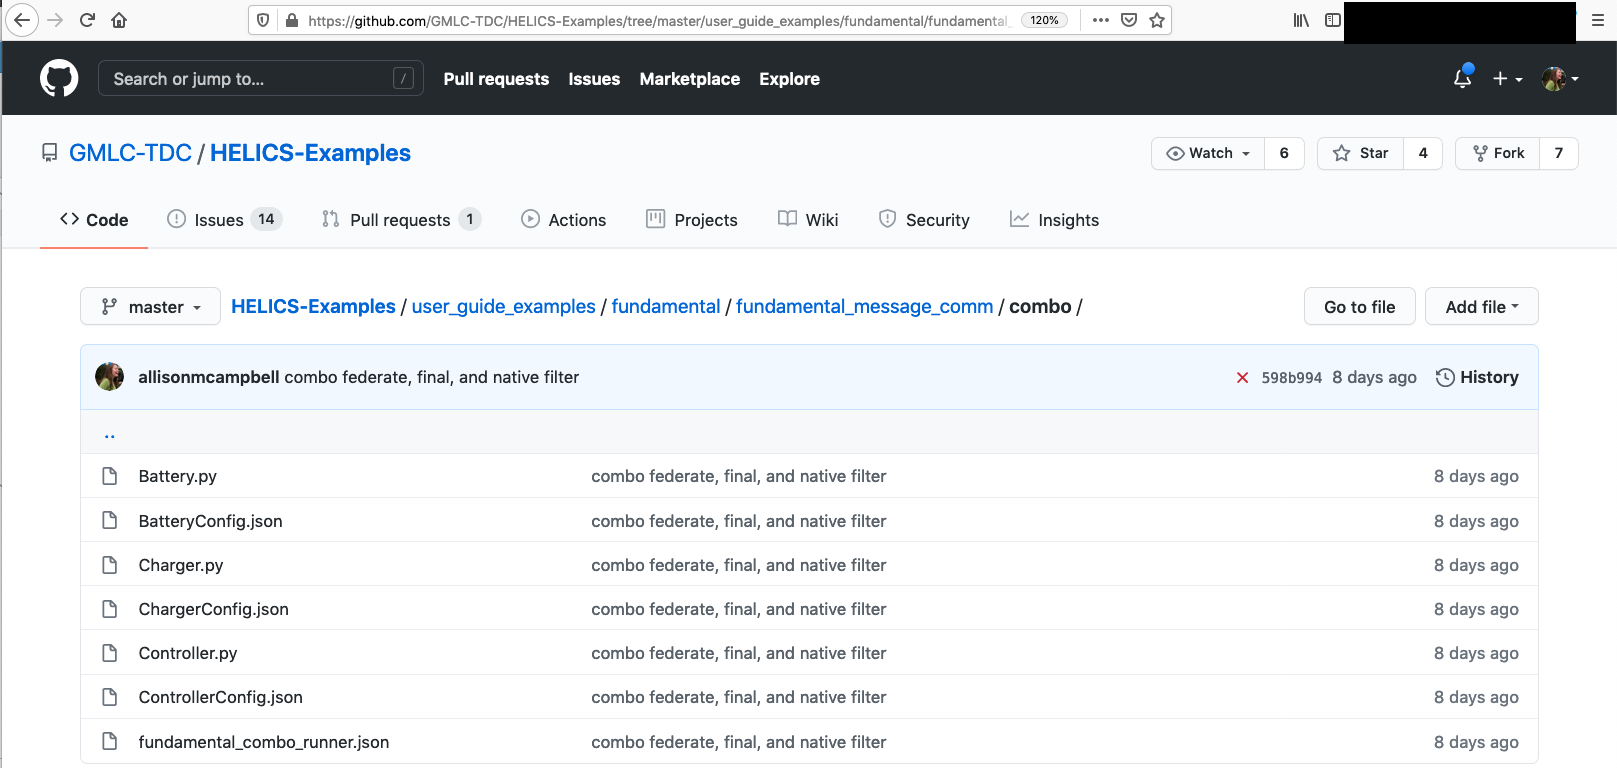 https://github.com/GMLC-TDC/HELICS-Examples/tree/master/user_guide_examples/fundamental/fundamental_ 120%
Search or jump to... / Pull requests Issues Marketplace Explore
GMLC-TDC / HELICS-Examples Watch 6 Star 4 Fork 7
Code Issues 14 Pull requests 1 Actions Projects Wiki Security Insights
master HELICS-Examples / user_guide_examples / fundamental / fundamental_message_comm / combo / Go to file Add file
allisonmcampbell combo federate, final, and native filter 598b994 8 days ago History
..
Battery.py combo federate, final, and native filter 8 days ago
BatteryConfig.json combo federate, final, and native filter 8 days ago
Charger.py combo federate, final, and native filter 8 days ago
ChargerConfig.json combo federate, final, and native filter 8 days ago
Controller.py combo federate, final, and native filter 8 days ago
ControllerConfig.json combo federate, final, and native filter 8 days ago
fundamental_combo_runner.json combo federate, final, and native filter 8 days ago